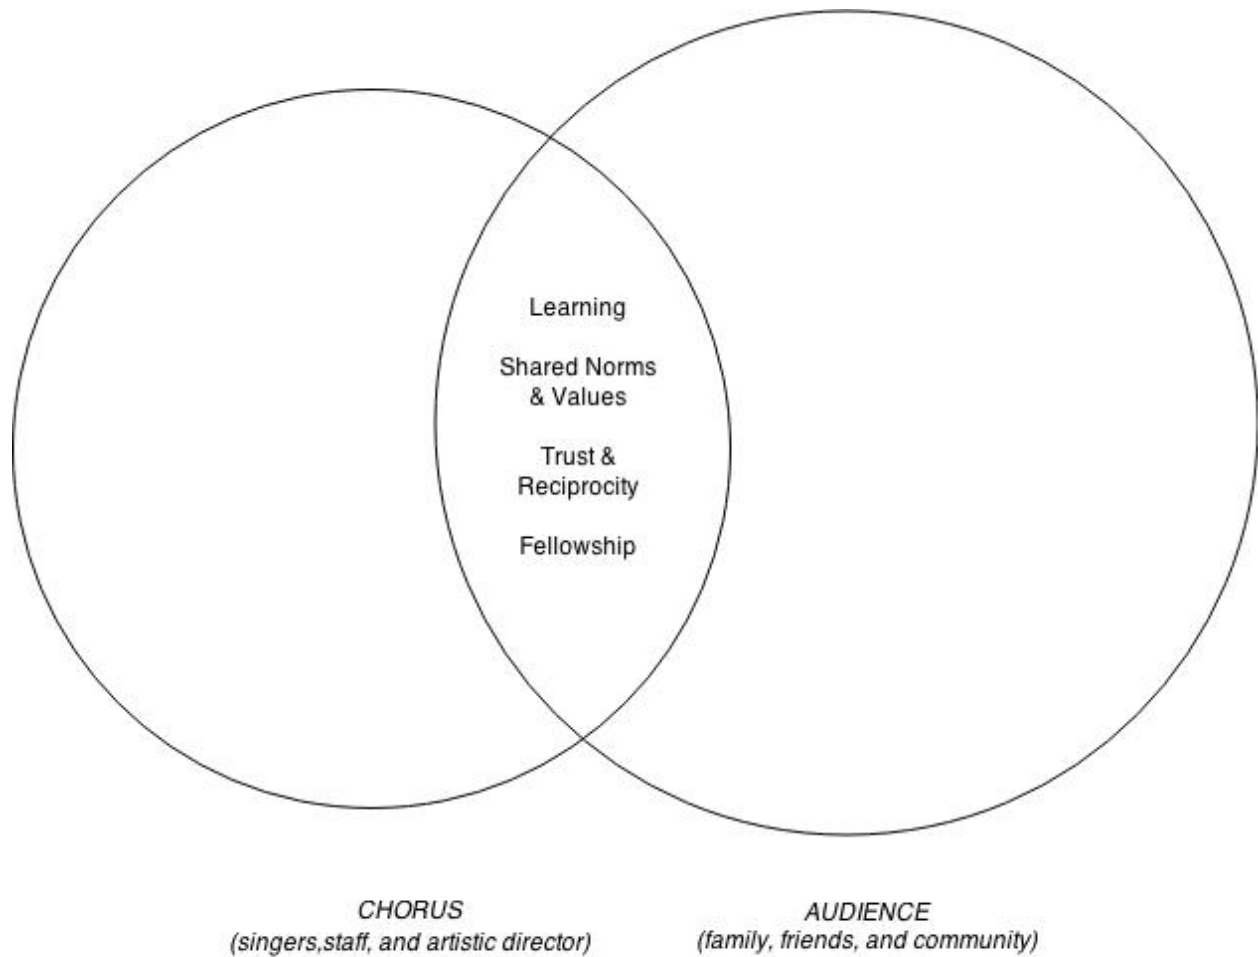 Learning
Shared Norms
& Values
Trust &
Reciprocity
Fellowship
CHORUS
(singers,staff, and artistic director)
AUDIENCE
(family, friends, and community)